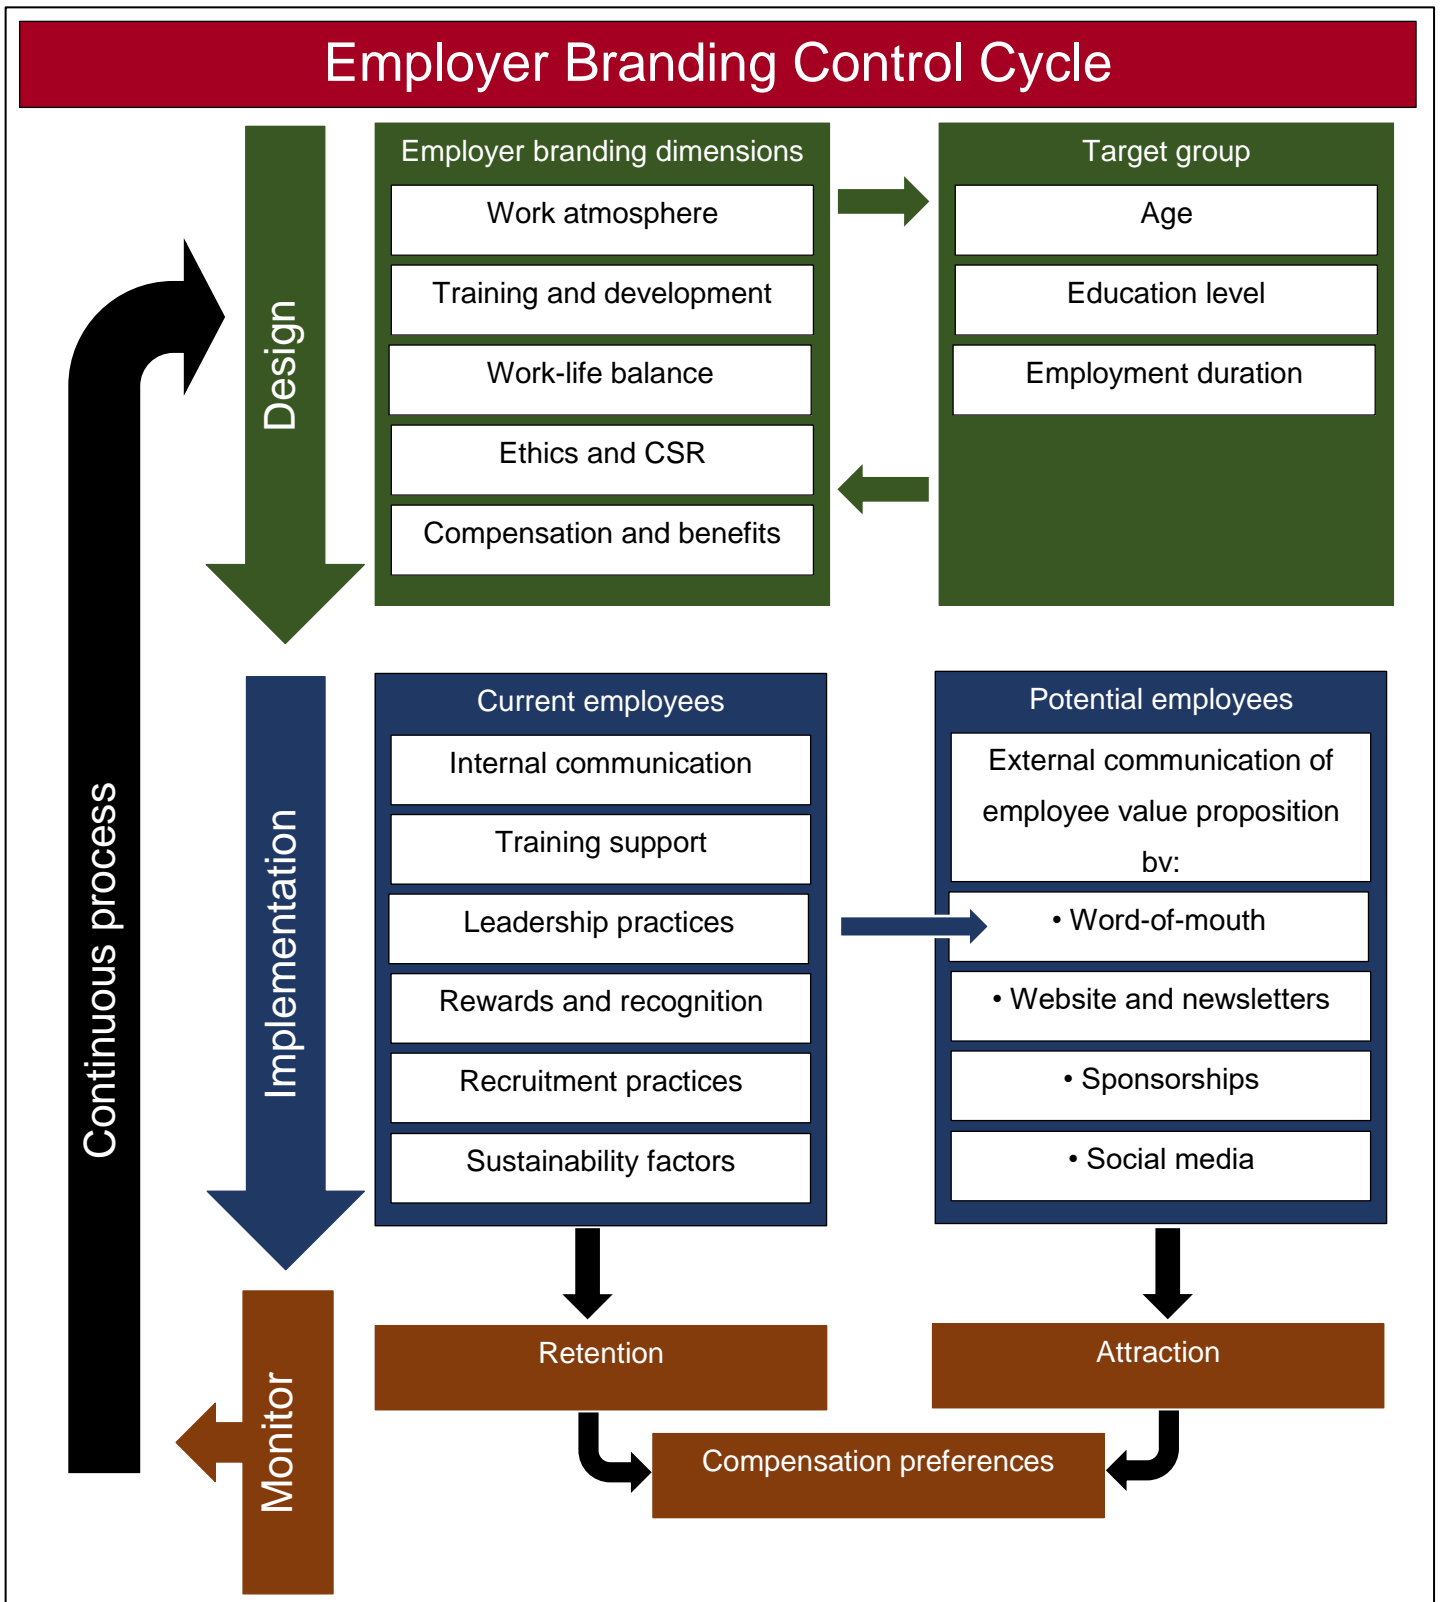 Employer Branding Control Cycle
Continuous process
Design
Employer branding dimensions
Work atmosphere
Training and development
Work-life balance
Ethics and CSR
Compensation and benefits
Target group
Age
Education level
Employment duration
Implementation
Current employees
Internal communication
Training support
Leadership practices
Rewards and recognition
Recruitment practices
Sustainability factors
Potential employees
External communication of
employee value proposition
by:
• Word-of-mouth
• Website and newsletters
• Sponsorships
• Social media
Monitor
Retention
Attraction
Compensation preferences